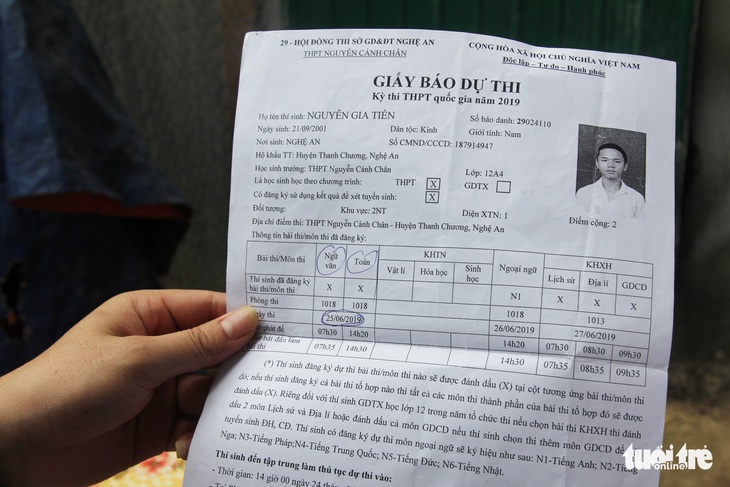 29 - HỘI ĐỒNG THI SỞ GD&ĐT NGHỆ AN
THPT NGUYỄN CẢNH CHÂN
CỘNG HÒA XÃ HỘI CHỦ NGHĨA VIỆT NAM
Độc lập - Tự do - Hạnh phúc
GIẤY BÁO DỰ THI
Kỳ thi THPT quốc gia năm 2019
Họ tên thí sinh: NGUYỄN GIA TIẾN
Số báo danh: 29024110
Ngày sinh: 21/09/2001 Dân tộc: Kinh Giới tính: Nam
Nơi sinh: NGHỆ AN Số CMND/CCCD: 187914947
Hộ khẩu TT: Huyện Thanh Chương, Nghệ An
Học sinh trường: THPT Nguyễn Cảnh Chân Lớp: 12A4
Là học sinh học theo chương trình: THPT X GDTX
Có đăng ký sử dụng kết quả để xét tuyển sinh: X
Đối tượng: Khu vực: 2NT Diện XTN: 1 Điểm cộng: 2
Địa chỉ điểm thi: THPT Nguyễn Cảnh Chân - Huyện Thanh Chương, Nghệ An
Thông tin bài thi/môn thi đã đăng ký:
Bài thi/Môn thi Ngữ văn Toán KHTN Vật lí Hóa học Sinh học Ngoại ngữ KHXH Lịch sử Địa lí GDCD
Thí sinh đã đăng ký bài thi/môn thi X X N1 X X X
Phòng thi 1018 1018 1018 1013
thi 25/06/2019 26/06/2019 27/06/2019
phát đề 07h30 14h20 14h20 07h30 08h30 09h30
bắt đầu làm bài thi 07h35 14h30 14h30 07h35 08h35 09h35
(*) Thí sinh đăng ký dự thi bài thi/môn thi nào sẽ được đánh dấu (X) tại cột tương ứng bài thi/môn thi
đó; nếu thí sinh đăng ký cả bài thi tổ hợp nào thì tất cả các môn thi thành phần của bài thi tổ hợp đó sẽ được
đánh dấu (X). Riêng đối với thí sinh GDTX học lớp 12 trong năm tổ chức thi nếu chọn bài thi KHXH thì đánh
dấu 2 môn Lịch sử và Địa lí hoặc đánh dấu cả môn GDCD nếu thí sinh chọn thi thêm môn GDCD để
tuyển sinh ĐH, CĐ. Thí sinh có đăng ký dự thi môn ngoại ngữ sẽ ký hiệu như sau: N1-Tiếng Anh; N2-Tiếng
Nga; N3-Tiếng Pháp; N4-Tiếng Trung Quốc; N5-Tiếng Đức; N6-Tiếng Nhật.
Thí sinh đến tập trung làm thủ tục dự thi vào:
- Thời gian: 14 giờ 00 ngày 24 tháng
tuổi trẻ
online